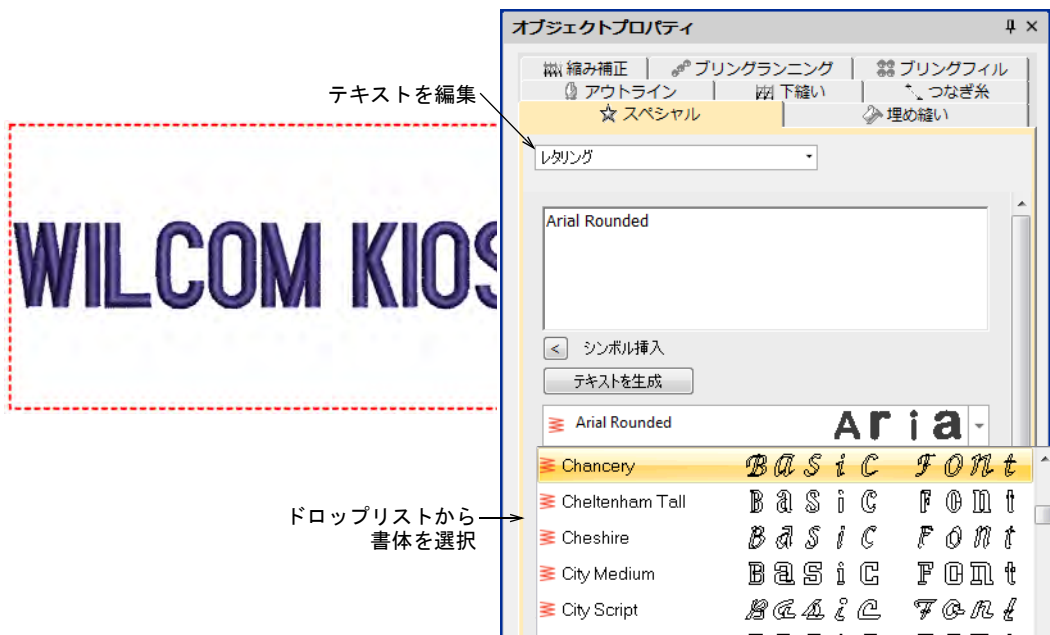 オブジェクトプロパティ
縮み補正
ブリングランニング
ブリングフィル
アウトライン
下縫い
つなぎ糸
スペシャル
埋め縫い
テキストを編集
レタリング
Arial Rounded
WILCOM KIOS
シンボル挿入
テキストを生成
Arial Rounded Aria
Chancery Basic Font
Cheltenham Tall Basic Font
ドロップリストから
書体を選択
Cheshire Basic Font
City Medium Basic Font
City Script Basic Font